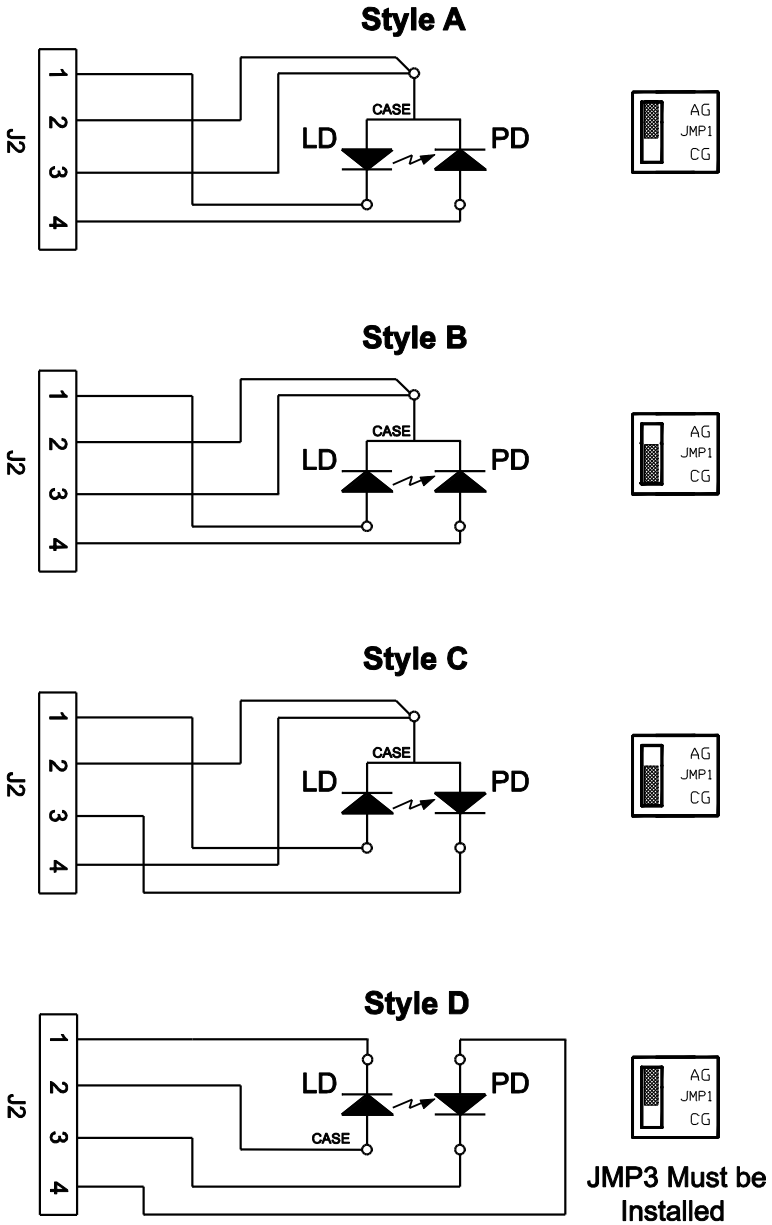 Style A
J2
1
2
3
4
CASE
LD
PD
AG
JMP1
CG
Style B
J2
1
2
3
4
CASE
LD
PD
AG
JMP1
CG
Style C
J2
1
2
3
4
CASE
LD
PD
AG
JMP1
CG
Style D
J2
1
2
3
4
LD
PD
CASE
AG
JMP1
CG
JMP3 Must be
Installed